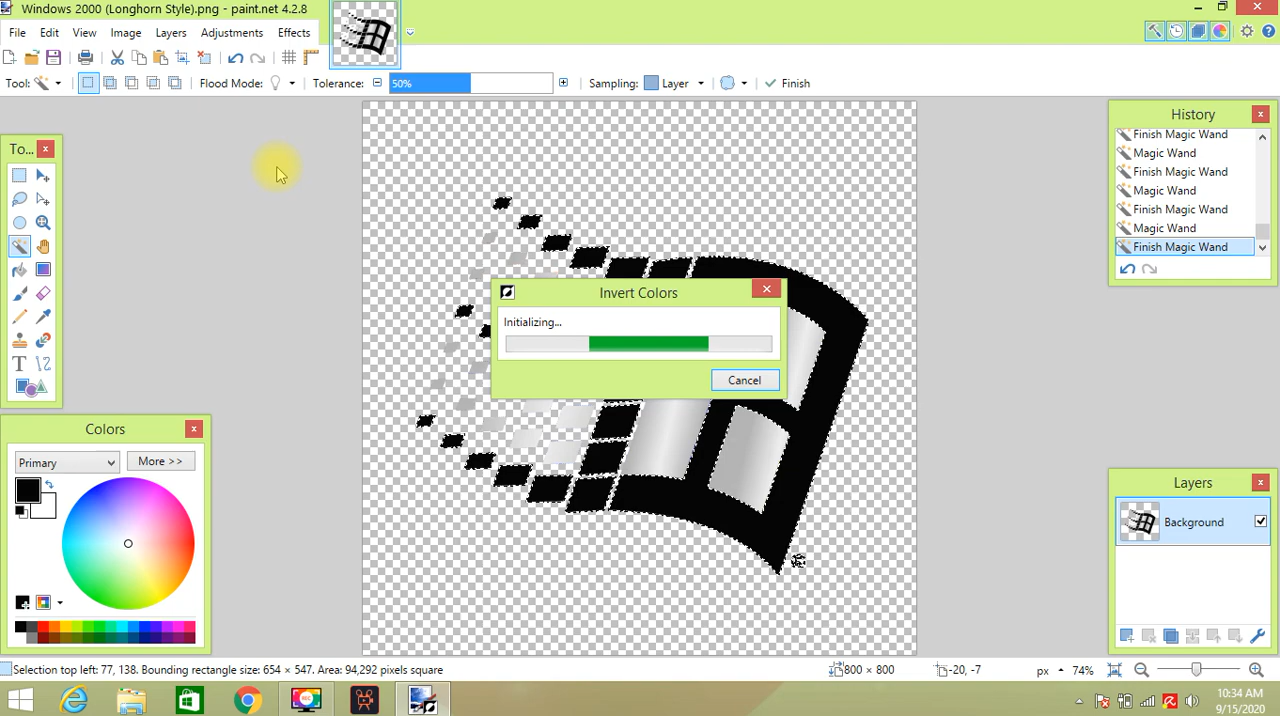 Windows 2000 (Longhorn Style).png - paint.net 4.2.8
File Edit View Image Layers Adjustments Effects
Tool: Flood Mode: Tolerance: 50% Sampling: Layer Finish
To...
History
Finish Magic Wand
Magic Wand
Finish Magic Wand
Magic Wand
Finish Magic Wand
Magic Wand
Finish Magic Wand
Invert Colors
Initializing...
Cancel
Colors
Primary More >>
Layers
Background
Selection top left: 77, 138. Bounding rectangle size: 654 × 547. Area: 94,292 pixels square 800 × 800 -20, -7 px 74%
REC
10:34 AM
9/15/2020